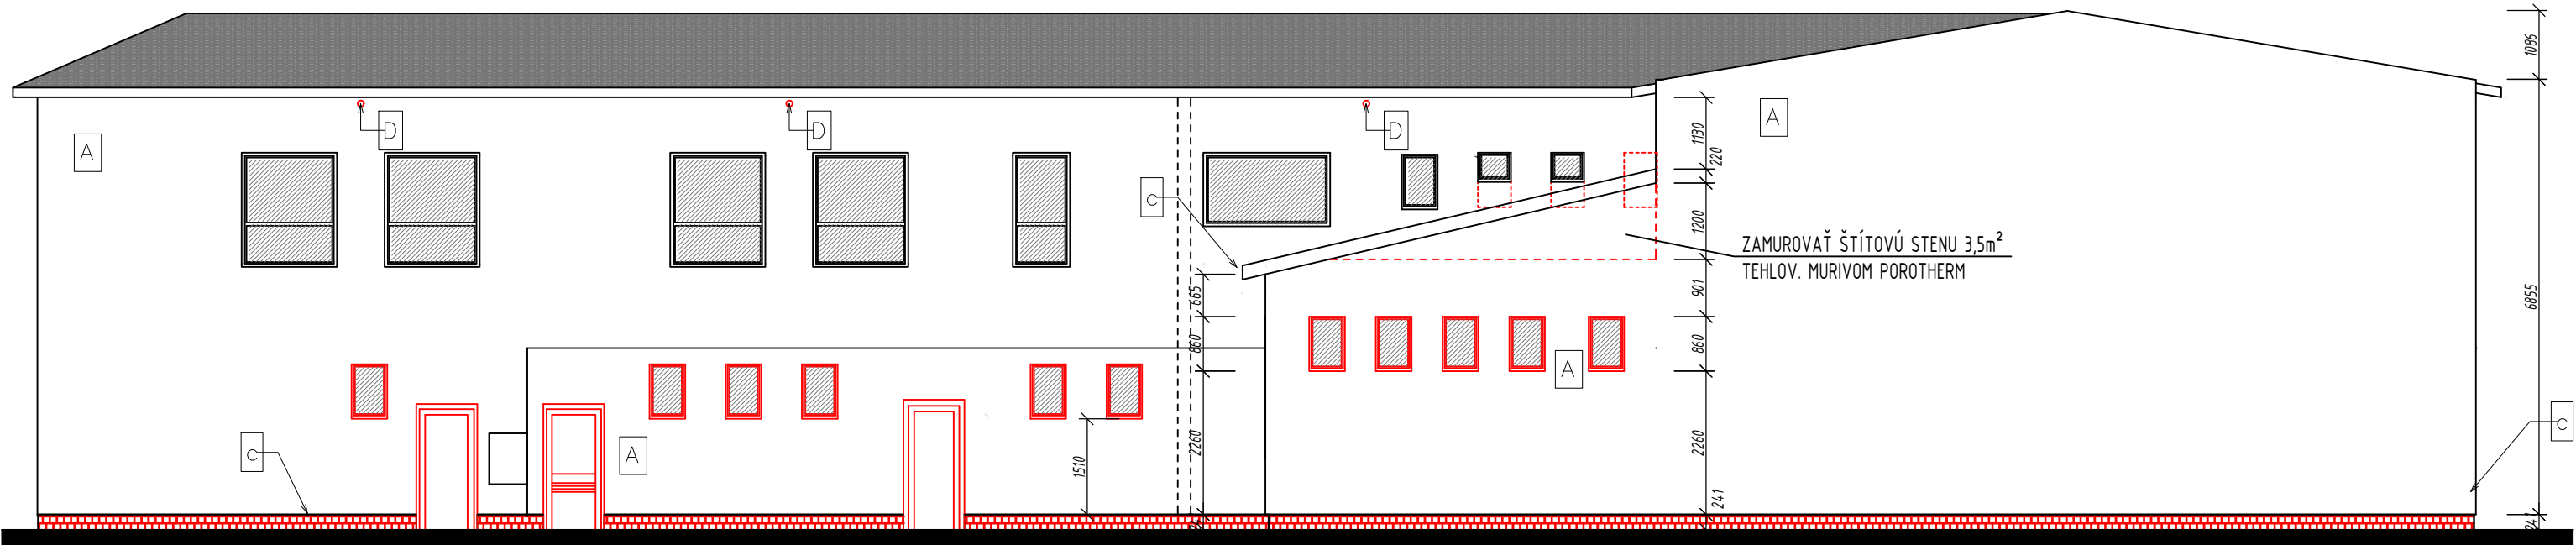 1086
D
D
D
A
A
1130
220
C
1200
ZAMUROVAŤ ŠTÍTOVÚ STENU 3,5m²
TEHLOV. MURIVOM POROTHERM
665
901
6855
860
860
A
C
C
A
2260
1510
2260
241
241